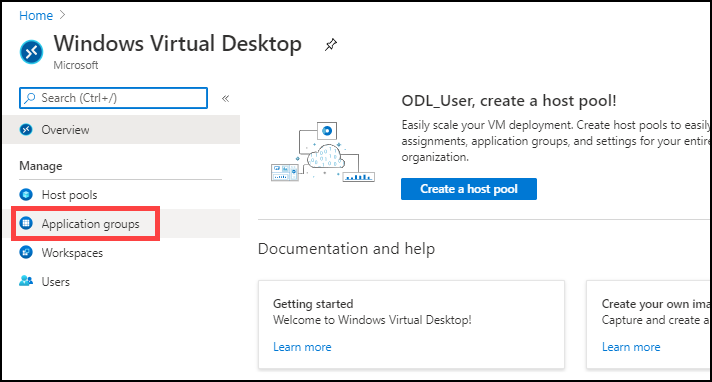 Home >
Windows Virtual Desktop
Microsoft
Search (Ctrl+/)
«
Overview
Manage
Host pools
Application groups
Workspaces
Users
ODL_User, create a host pool!
Easily scale your VM deployment. Create host pools to easily
assignments, application groups, and settings for your entire
organization.
Create a host pool
Documentation and help
Getting started
Welcome to Windows Virtual Desktop!
Learn more
Create your own ima
Capture and create a
Learn more